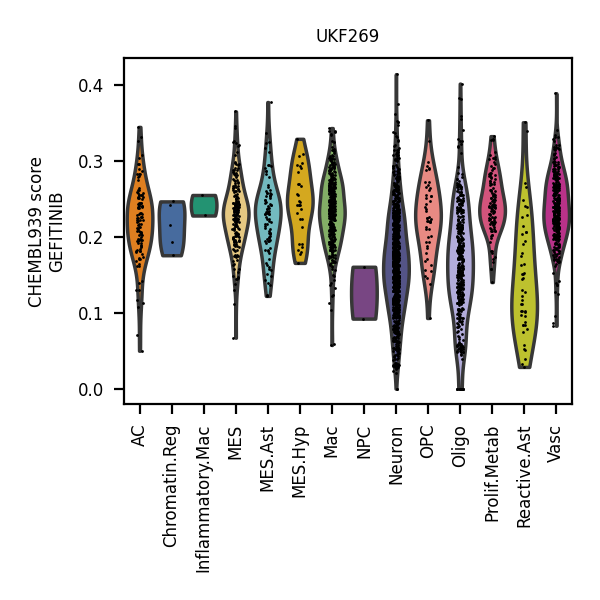 UKF269
CHEMBL939 score
GEFITINIB
0.4
0.3
0.2
0.1
0.0
AC
Chromatin.Reg
Inflammatory.Mac
MES
MES.Ast
MES.Hyp
Mac
NPC
Neuron
OPC
Oligo
Prolif.Metab
Reactive.Ast
Vasc